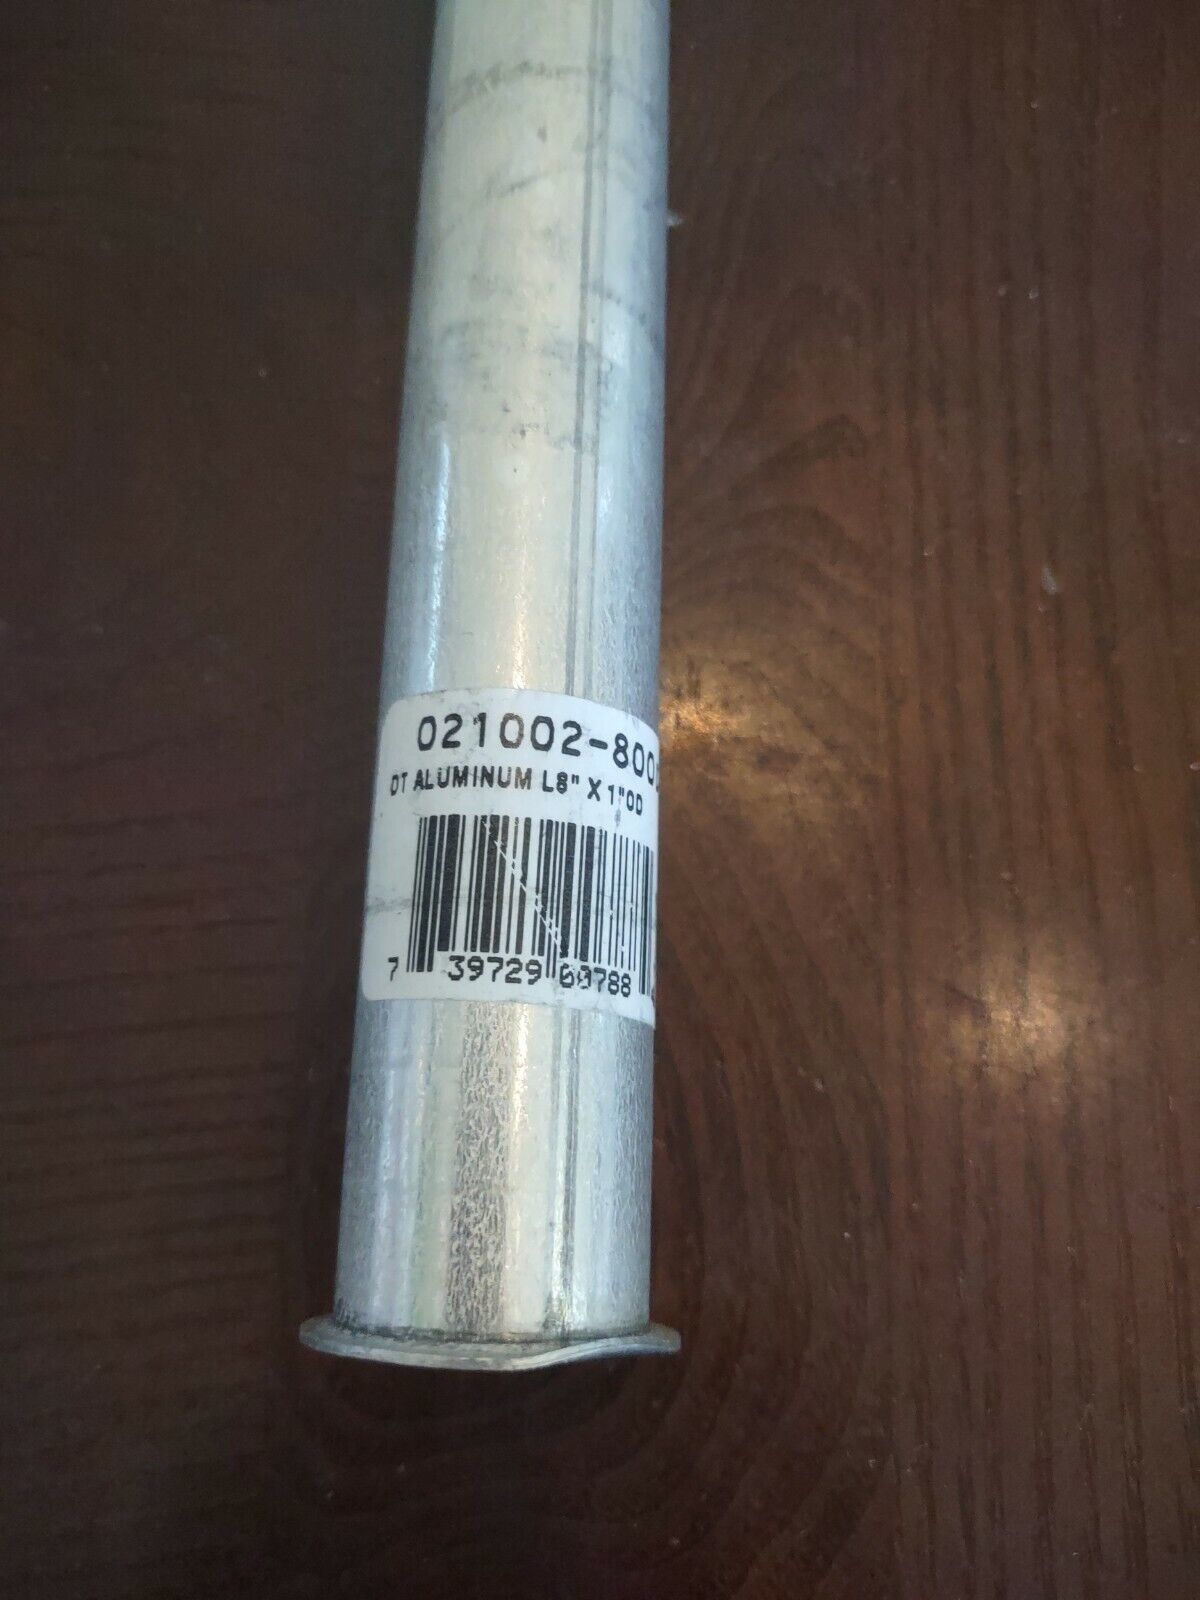 021002-800
DT ALUMINUM L8" X 1"OD
7 39729 00788